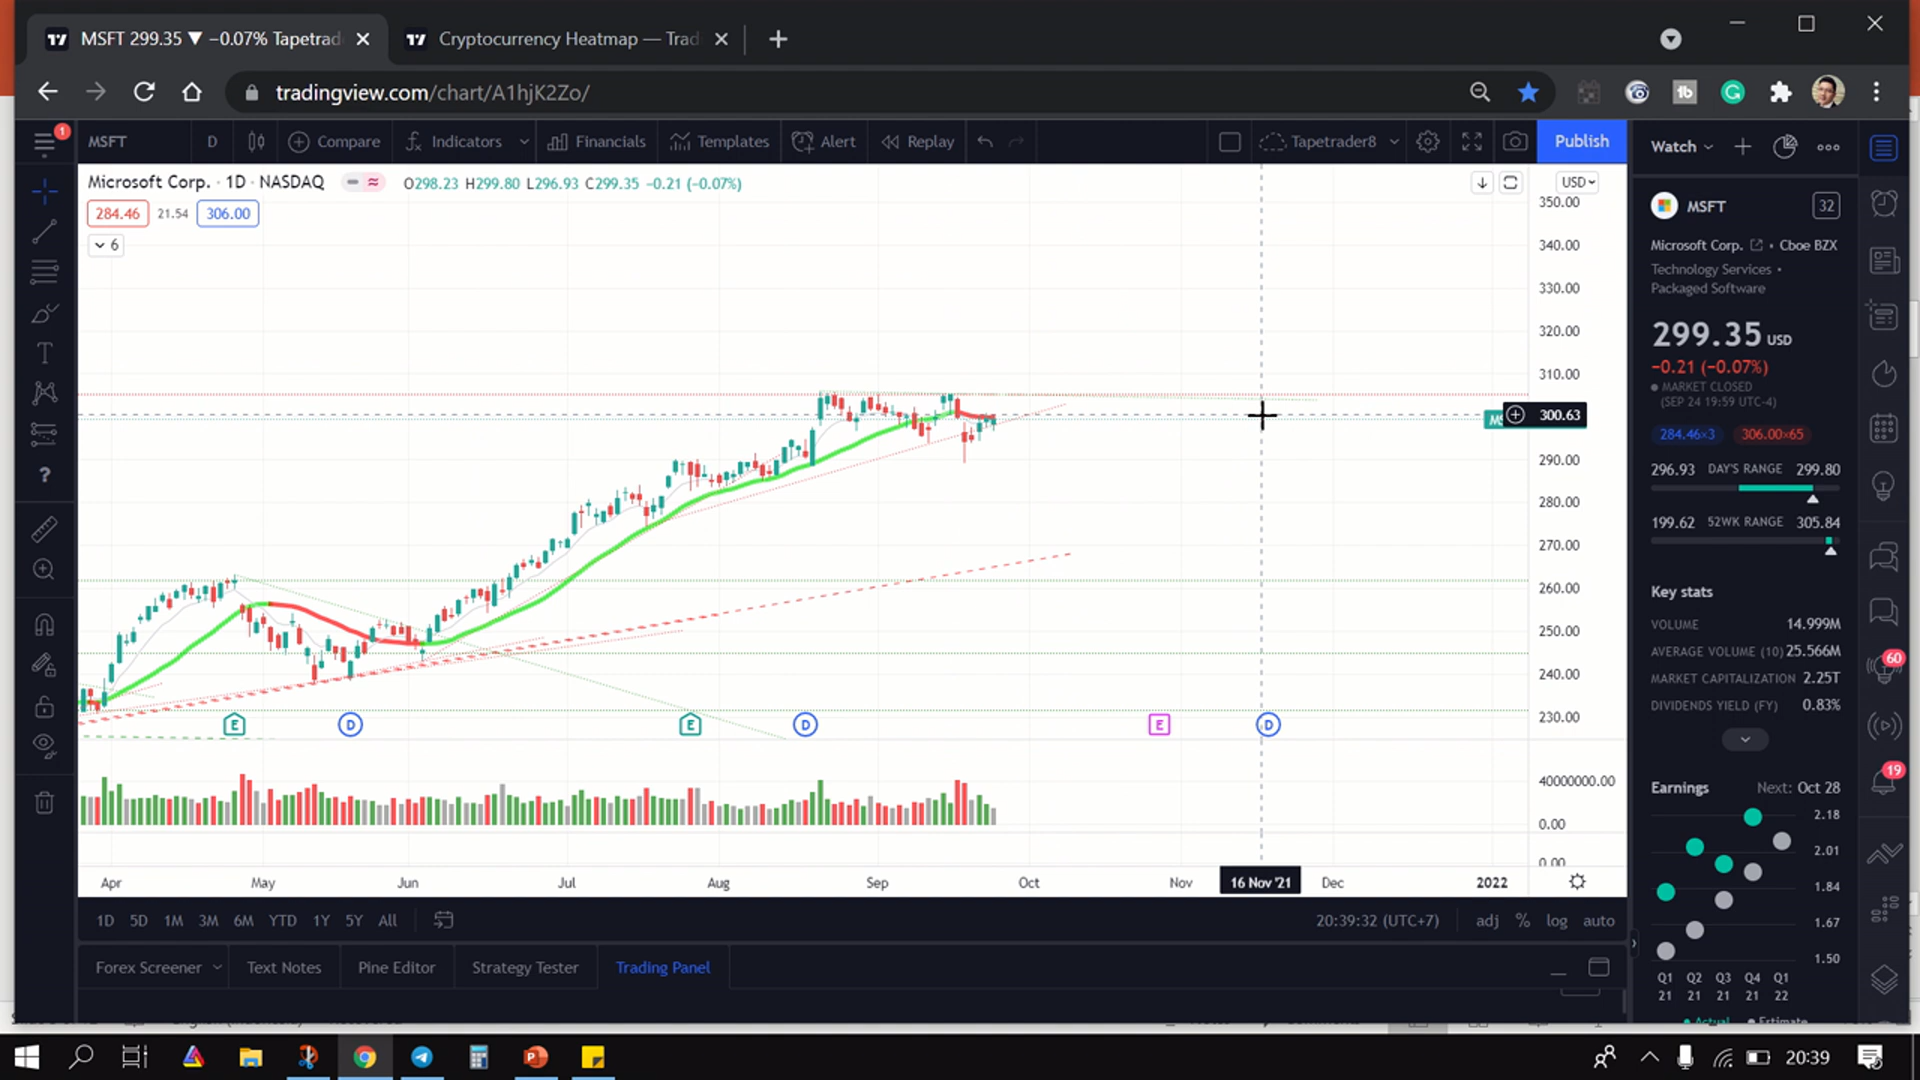 MSFT 299.35 ▼ −0.07% Tapetrad
Cryptocurrency Heatmap — Trad
tradingview.com/chart/A1hjK2Zo/
1
MSFT
D
Compare
Indicators
Financials
Templates
Alert
Replay
Tapetrader8
Publish
Watch
Microsoft Corp. · 1D · NASDAQ
O298.23 H299.80 L296.93 C299.35 −0.21 (−0.07%)
USD
284.46 21.54 306.00
6
350.00
340.00
330.00
320.00
310.00
300.63
290.00
280.00
270.00
260.00
250.00
240.00
230.00
40000000.00
0.00
0.00
E
D
E
D
E
D
Apr
May
Jun
Jul
Aug
Sep
Oct
Nov
16 Nov '21
Dec
2022
1D 5D 1M 3M 6M YTD 1Y 5Y All
20:39:32 (UTC+7)
adj % log auto
Forex Screener
Text Notes
Pine Editor
Strategy Tester
Trading Panel
MSFT
32
Microsoft Corp. • Cboe BZX
Technology Services •
Packaged Software
299.35 USD
−0.21 (−0.07%)
MARKET CLOSED
(SEP 24 19:59 UTC-4)
284.46×3 306.00×65
296.93 DAY'S RANGE 299.80
199.62 52WK RANGE 305.84
Key stats
VOLUME 14.999M
AVERAGE VOLUME (10) 25.566M
MARKET CAPITALIZATION 2.25T
DIVIDENDS YIELD (FY) 0.83%
Earnings Next: Oct 28
2.18
2.01
1.84
1.67
1.50
Q1 Q2 Q3 Q4 Q1
21 21 21 21 22
Actual Estimate
60
19
20:39